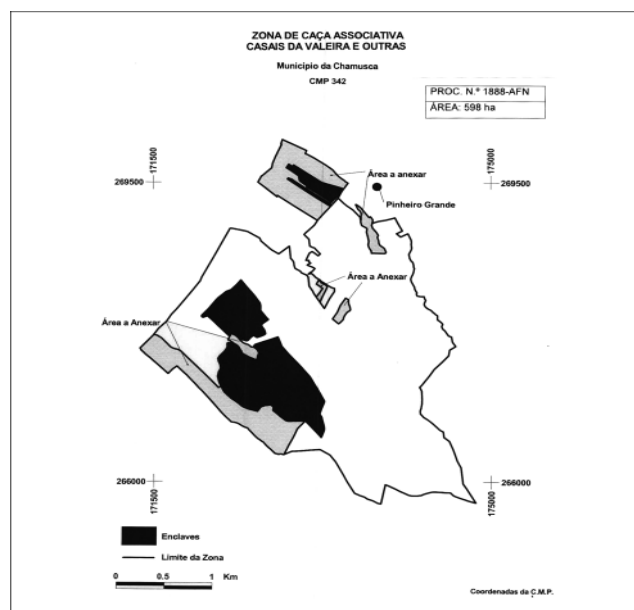 ZONA DE CAÇA ASSOCIATIVA
CASAIS DA VALEIRA E OUTRAS
Município da Chamusca
CMP 342
PROC. N.º 1888-AFN
ÁREA: 598 ha
171500
175000
269500
269500
Área a anexar
Pinheiro Grande
Área a Anexar
Área a Anexar
266000
266000
171500
175000
Enclaves
Limite da Zona
0 0.5 1 Km
Coordenadas da C.M.P.